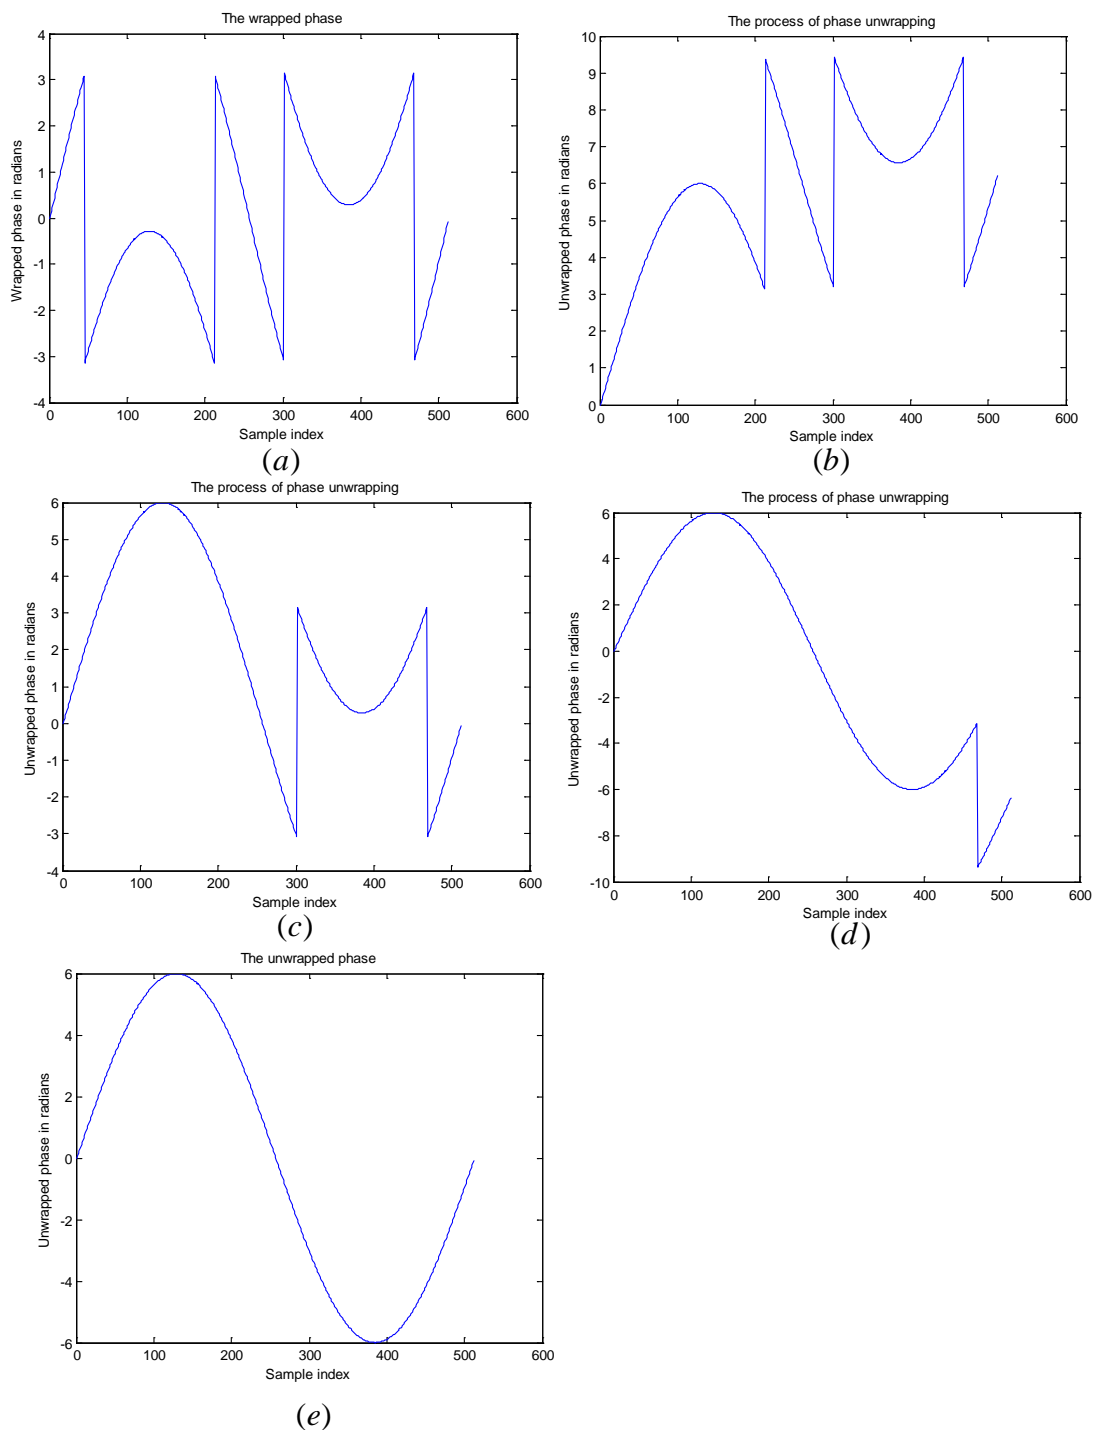 The wrapped phase
Wrapped phase in radians
4
3
2
1
0
-1
-2
-3
-4
0 100 200 300 400 500 600
Sample index
(a)
The process of phase unwrapping
Unwrapped phase in radians
10
9
8
7
6
5
4
3
2
1
0
0 100 200 300 400 500 600
Sample index
(b)
The process of phase unwrapping
Unwrapped phase in radians
6
5
4
3
2
1
0
-1
-2
-3
-4
0 100 200 300 400 500 600
Sample index
(c)
The process of phase unwrapping
Unwrapped phase in radians
6
4
2
0
-2
-4
-6
-8
-10
0 100 200 300 400 500 600
Sample index
(d)
The unwrapped phase
Unwrapped phase in radians
6
4
2
0
-2
-4
-6
0 100 200 300 400 500 600
Sample index
(e)